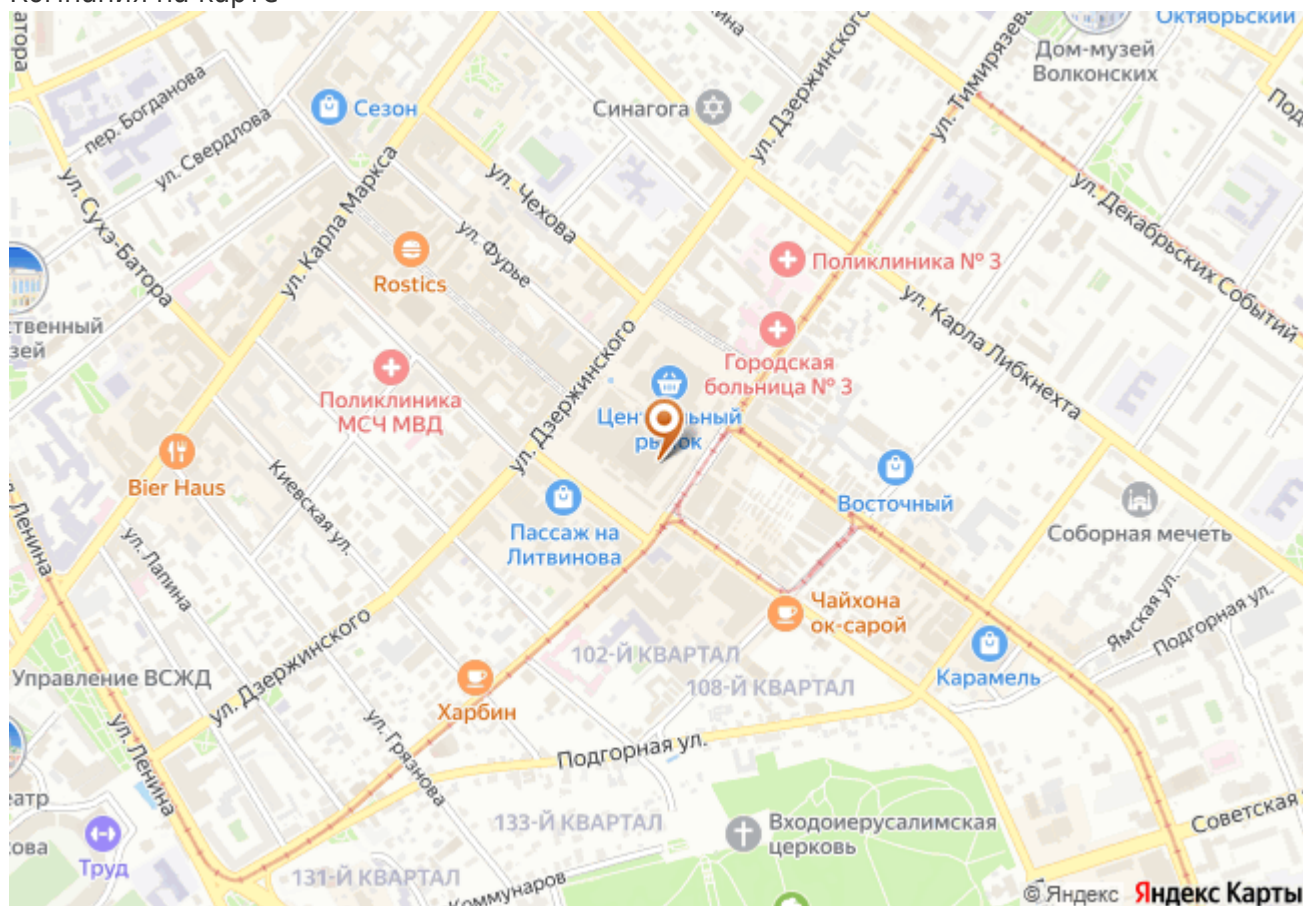 Октябрьский
ул. Тимирязева
Дом-музей
Волконских
пер. Богданова
Сезон
Синагога
ул. Дзержинского
ул. Свердлова
ул. Карла Маркса
ул. Чехова
ул. Декабрьских Событий
ул. Сухэ-Батора
ул. Фурье
Поликлиника № 3
Rostics
ул. Карла Либкнехта
Городская
больница № 3
Поликлиника
МСЧ МВД
ул. Дзержинского
Bier Haus
Киевская ул.
Восточный
Соборная мечеть
Пассаж на
Литвинова
ул. Ленина
ул. Лапина
Чайхона
ок-сарой
Ямская ул.
Подгорная ул.
102-Й КВАРТАЛ
Управление ВСЖД
ул. Дзержинского
108-Й КВАРТАЛ
Карамель
Харбин
ул. Грязнова
Подгорная ул.
ул. Ленина
133-Й КВАРТАЛ
Входоиерусалимская
церковь
Советская
Труд
131-Й КВАРТАЛ
Коммунаров
© Яндекс Яндекс Карты